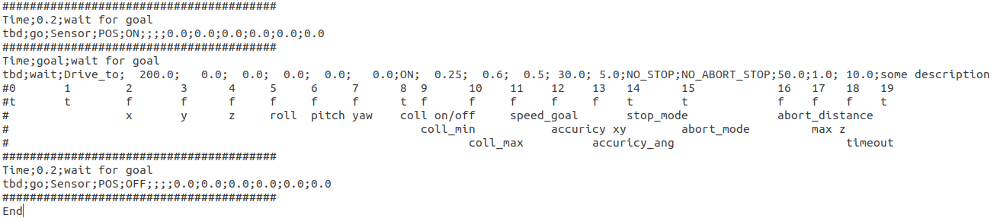 ########################################
Time;0.2;wait for goal
tbd;go;Sensor;POS;ON;;;;0.0;0.0;0.0;0.0;0.0;0.0
########################################
Time;goal;wait for goal
tbd;wait;Drive_to;  200.0;   0.0;  0.0;  0.0;  0.0;   0.0;ON;  0.25;  0.6;  0.5; 30.0; 5.0;NO_STOP;NO_ABORT_STOP;50.0;1.0; 10.0;some description
#0       1        2       3      4     5     6     7      8  9      10    11     12    13    14      15            16   17   18   19
#t       t        f       f      f     f     f     f      t  f      f     f      f     f     t       t             f    f    f    t
#                 x       y      z     roll  pitch yaw    coll on/off     speed_goal       stop_mode             abort_distance
#                                                            coll_min           accuricy xy        abort_mode         max z
#                                                                   coll_max          accuricy_ang                         timeout
########################################
Time;0.2;wait for goal
tbd;go;Sensor;POS;OFF;;;;0.0;0.0;0.0;0.0;0.0;0.0
########################################
End